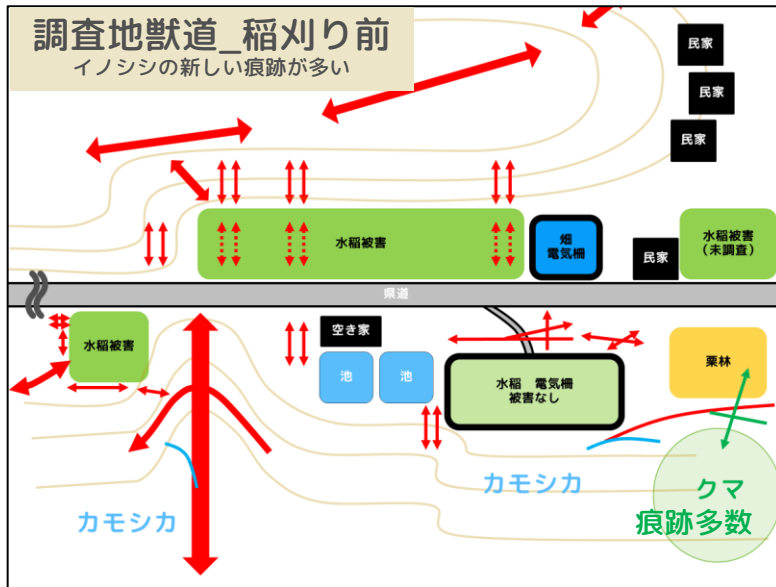 調査地獣道_稲刈り前
イノシシの新しい痕跡が多い
民家
民家
民家
水稲被害
畑
電気柵
民家
水稲被害
(未調査)
県道
水稲被害
空き家
池
池
水稲 電気柵
被害なし
栗林
カモシカ
カモシカ
クマ
痕跡多数